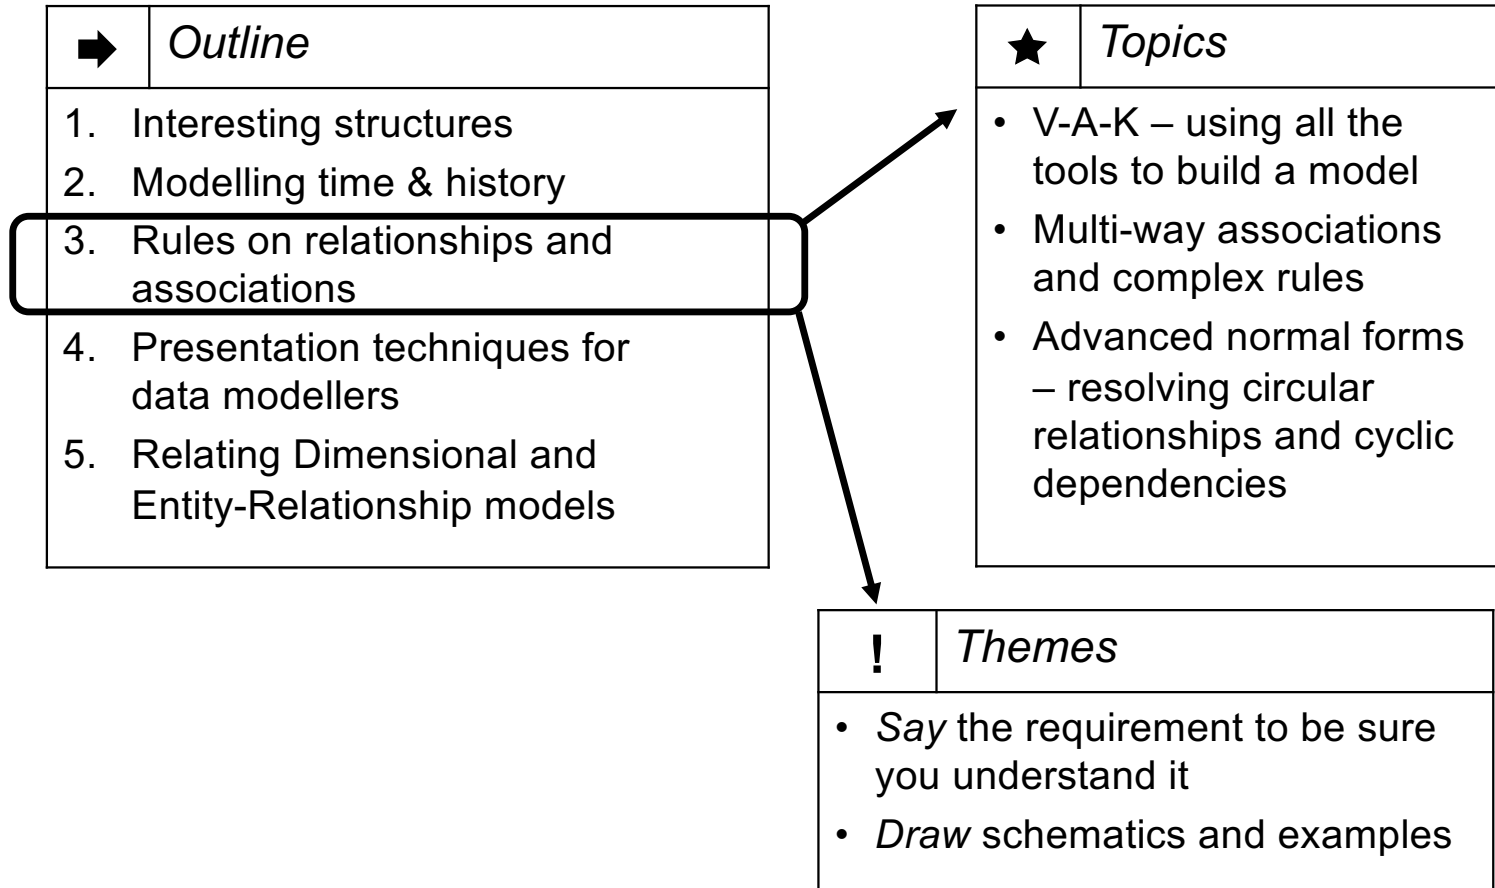 Outline
1. Interesting structures
2. Modelling time & history
3. Rules on relationships and
associations
4. Presentation techniques for
data modellers
5. Relating Dimensional and
Entity-Relationship models
Topics
• V-A-K – using all the
tools to build a model
• Multi-way associations
and complex rules
• Advanced normal forms
– resolving circular
relationships and cyclic
dependencies
! Themes
• Say the requirement to be sure
you understand it
• Draw schematics and examples